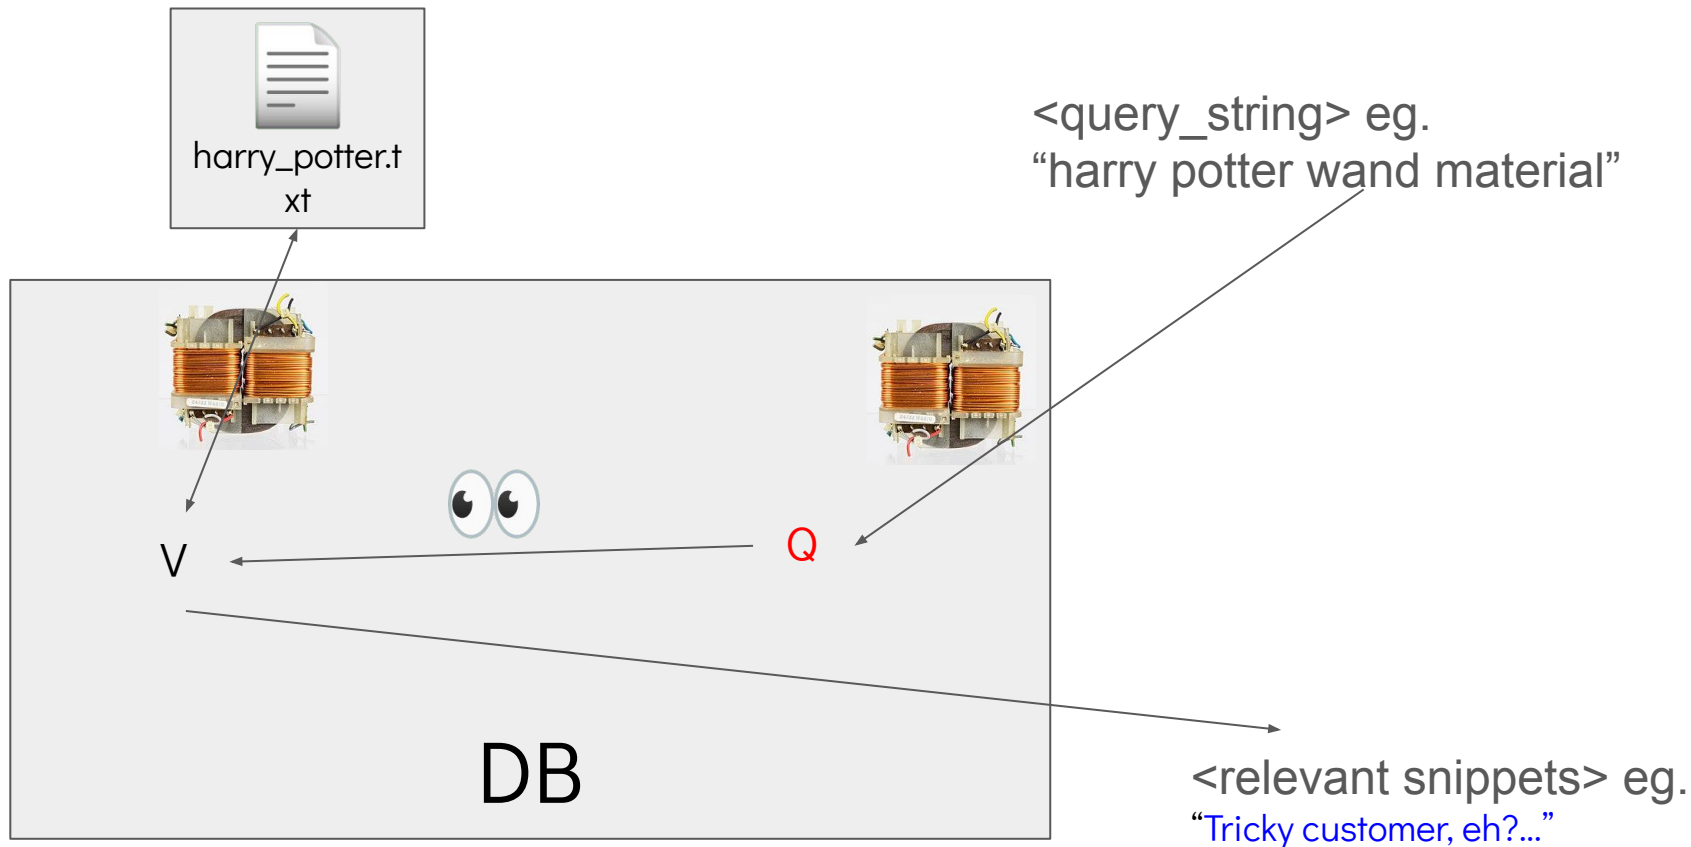 harry_potter.t
xt
<query_string> eg.
“harry potter wand material”
V
Q
DB
<relevant snippets> eg.
“Tricky customer, eh?...”